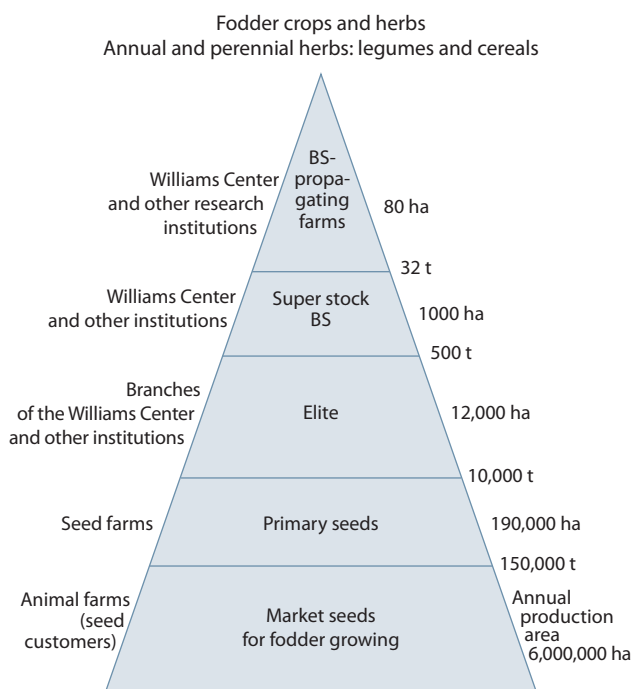 Fodder crops and herbs
Annual and perennial herbs: legumes and cereals
Williams Center
and other research
institutions
BS-
propa-
gating
farms
80 ha
32 t
Williams Center
and other institutions
Super stock
BS
1000 ha
500 t
Branches
of the Williams Center
and other institutions
Elite
12,000 ha
10,000 t
Seed farms
Primary seeds
190,000 ha
150,000 t
Animal farms
(seed
customers)
Market seeds
for fodder growing
Annual
production
area
6,000,000 ha